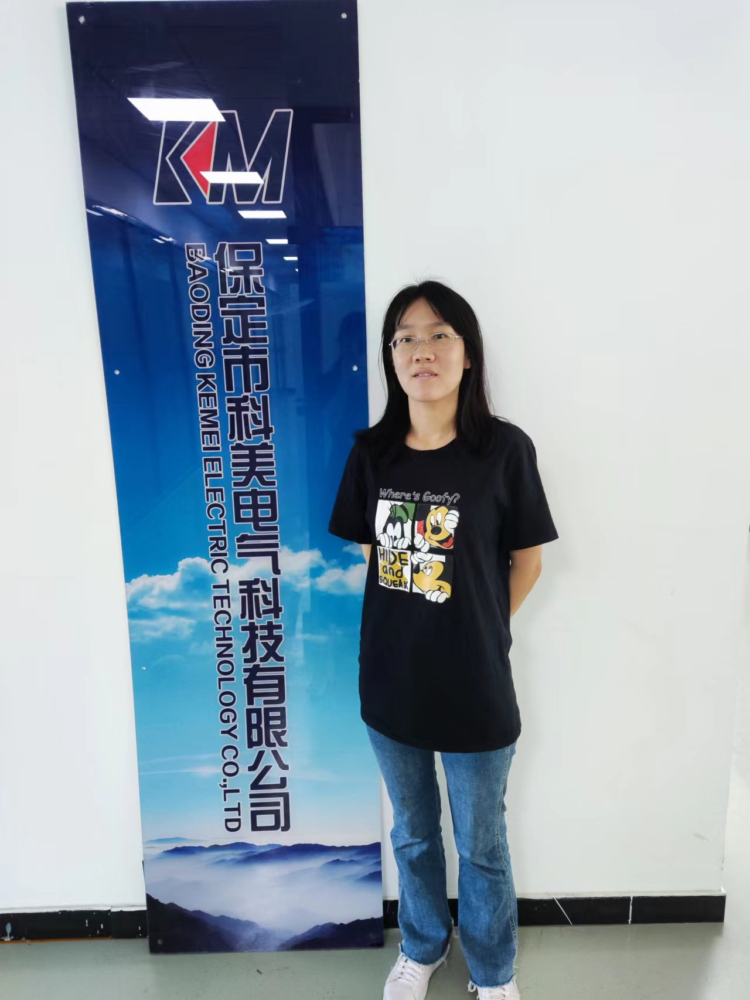 KM
保定市科美电气科技有限公司
BAODING KEMEI ELECTRIC TECHNOLOGY CO.,LTD
Where's Goofy?
HIDE
and
SQUEAK